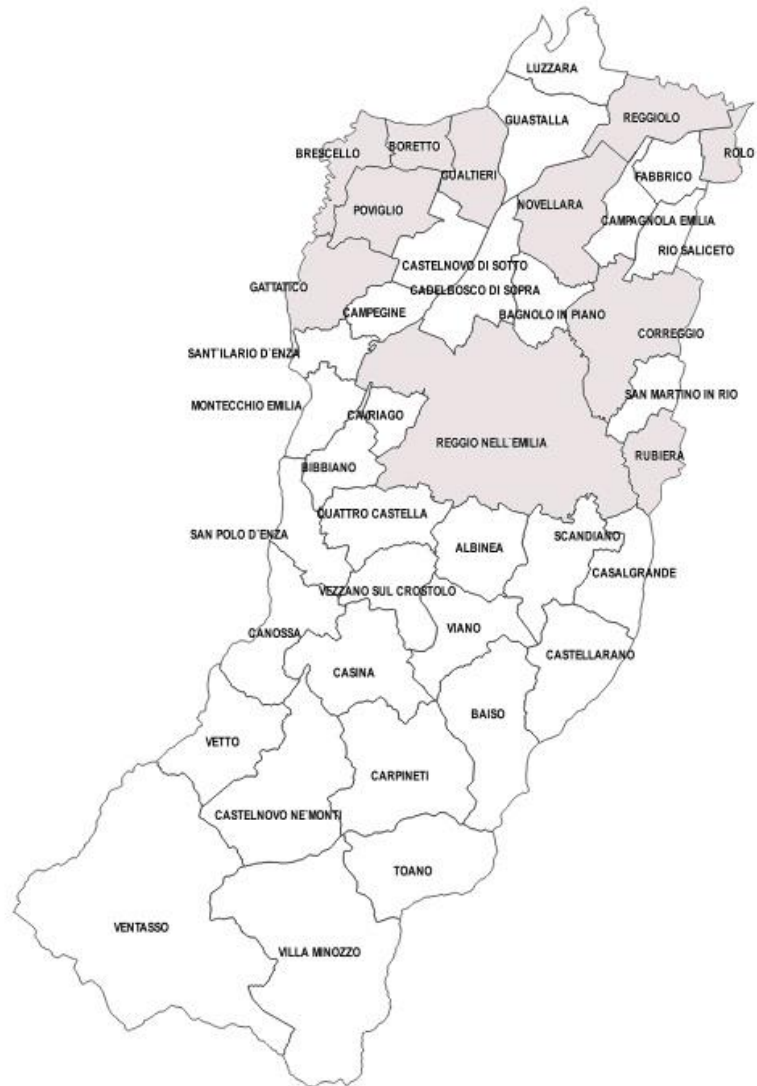 LUZZARA
GUASTALLA
REGGIOLO
BRESCELLO
BORETTO
ROLO
GUALTIERI
FABBRICO
POVIGLIO
NOVELLARA
CAMPAGNOLA EMILIA
RIO SALICETO
CASTELNOVO DI SOTTO
GATTATICO
CADELBOSCO DI SOPRA
CAMPEGINE
BAGNOLO IN PIANO
CORREGGIO
SANT'ILARIO D'ENZA
MONTECCHIO EMILIA
CAVRIAGO
SAN MARTINO IN RIO
REGGIO NELL'EMILIA
RUBIERA
BIBBIANO
QUATTRO CASTELLA
SAN POLO D'ENZA
ALBINEA
SCANDIANO
CASALGRANDE
VEZZANO SUL CROSTOLO
CANOSSA
VIANO
CASTELLARANO
CASINA
BAISO
VETTO
CARPINETI
CASTELNOVO NE'MONTI
TOANO
VENTASSO
VILLA MINOZZO